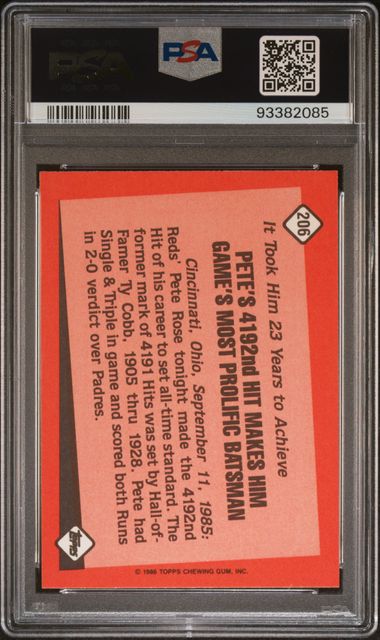 PSA
PSA
93382085
206
It Took Him 23 Years to Achieve
PETE'S 4192nd HIT MAKES HIM
GAME'S MOST PROLIFIC BATSMAN
Cincinnati, Ohio, September 11, 1985:
Reds' Pete Rose tonight made the 4192nd
Hit of his career to set all-time standard. The
former mark of 4191 Hits was set by Hall-of-
Famer Ty Cobb, 1905 thru 1928. Pete had
Single & Triple in game and scored both Runs
in 2-0 verdict over Padres.
Topps
© 1986 TOPPS CHEWING GUM, INC.
PSA